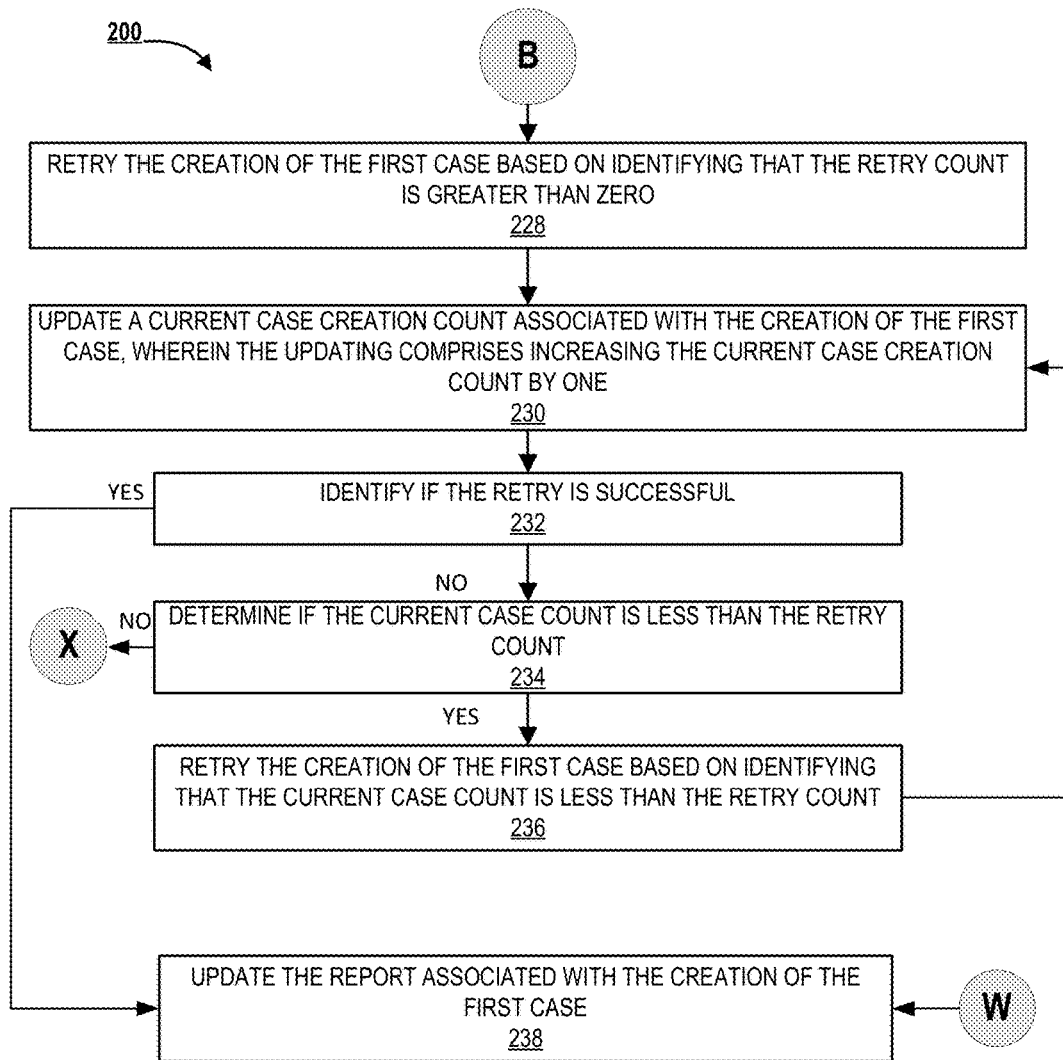 200
B
RETRY THE CREATION OF THE FIRST CASE BASED ON IDENTIFYING THAT THE RETRY COUNT
IS GREATER THAN ZERO
228
UPDATE A CURRENT CASE CREATION COUNT ASSOCIATED WITH THE CREATION OF THE FIRST
CASE, WHEREIN THE UPDATING COMPRISES INCREASING THE CURRENT CASE CREATION
COUNT BY ONE
230
YES
IDENTIFY IF THE RETRY IS SUCCESSFUL
232
NO
X
NO
DETERMINE IF THE CURRENT CASE COUNT IS LESS THAN THE RETRY
COUNT
234
YES
RETRY THE CREATION OF THE FIRST CASE BASED ON IDENTIFYING
THAT THE CURRENT CASE COUNT IS LESS THAN THE RETRY COUNT
236
UPDATE THE REPORT ASSOCIATED WITH THE CREATION OF THE
FIRST CASE
238
W